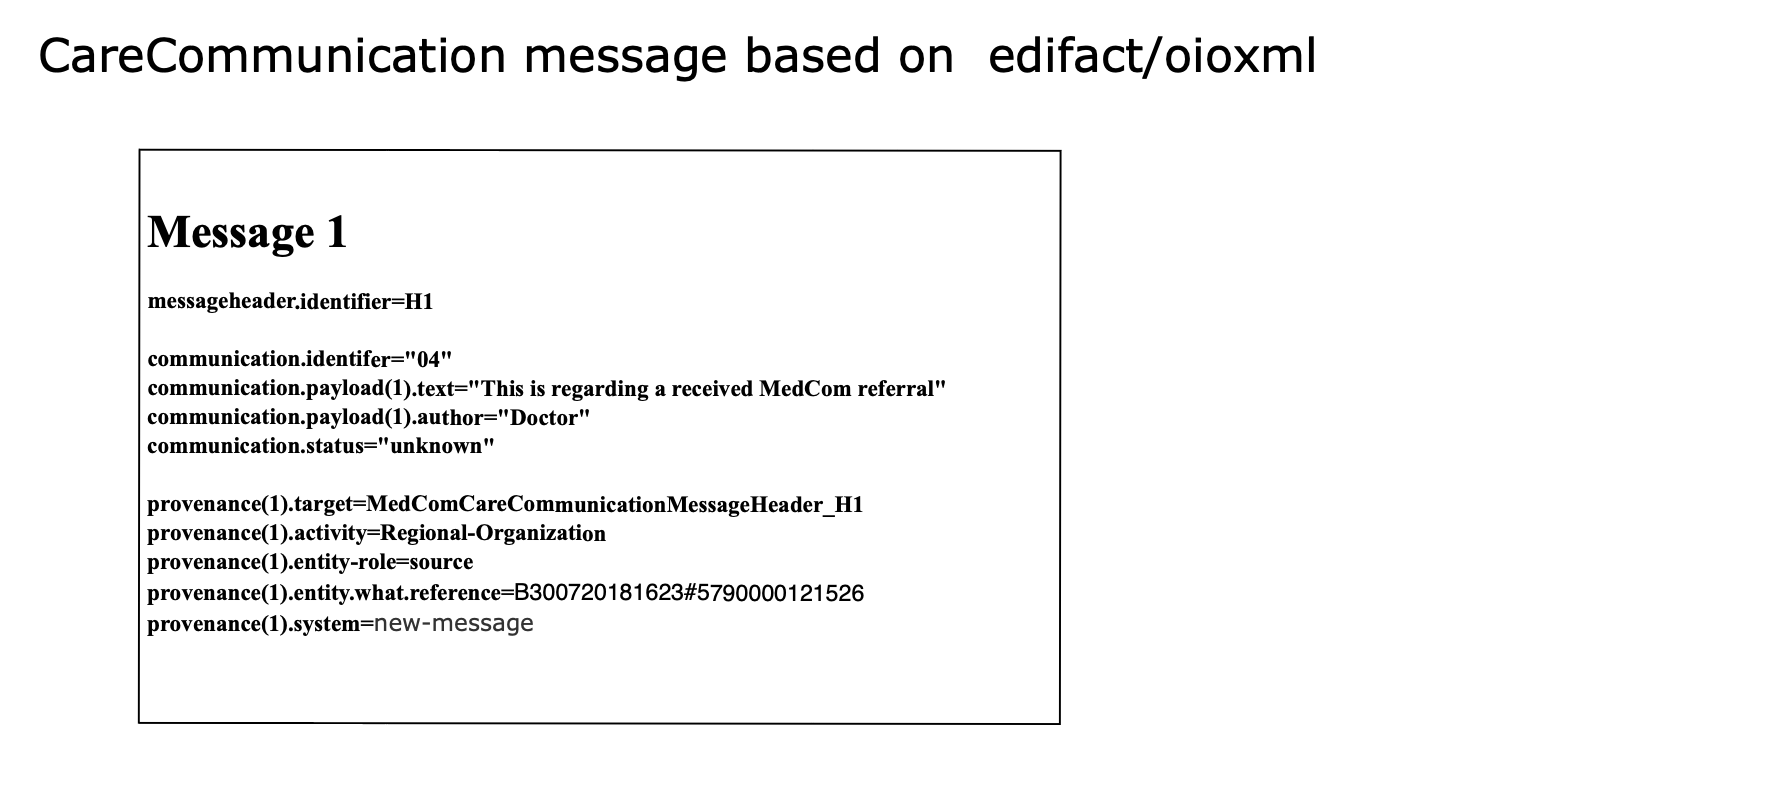 CareCommunication message based on  edifact/oioxml
Message 1
messageheader.identifier=H1
communication.identifer="04"
communication.payload(1).text="This is regarding a received MedCom referral"
communication.payload(1).author="Doctor"
communication.status="unknown"
provenance(1).target=MedComCareCommunicationMessageHeader_H1
provenance(1).activity=Regional-Organization
provenance(1).entity-role=source
provenance(1).entity.what.reference=B300720181623#5790000121526
provenance(1).system=new-message